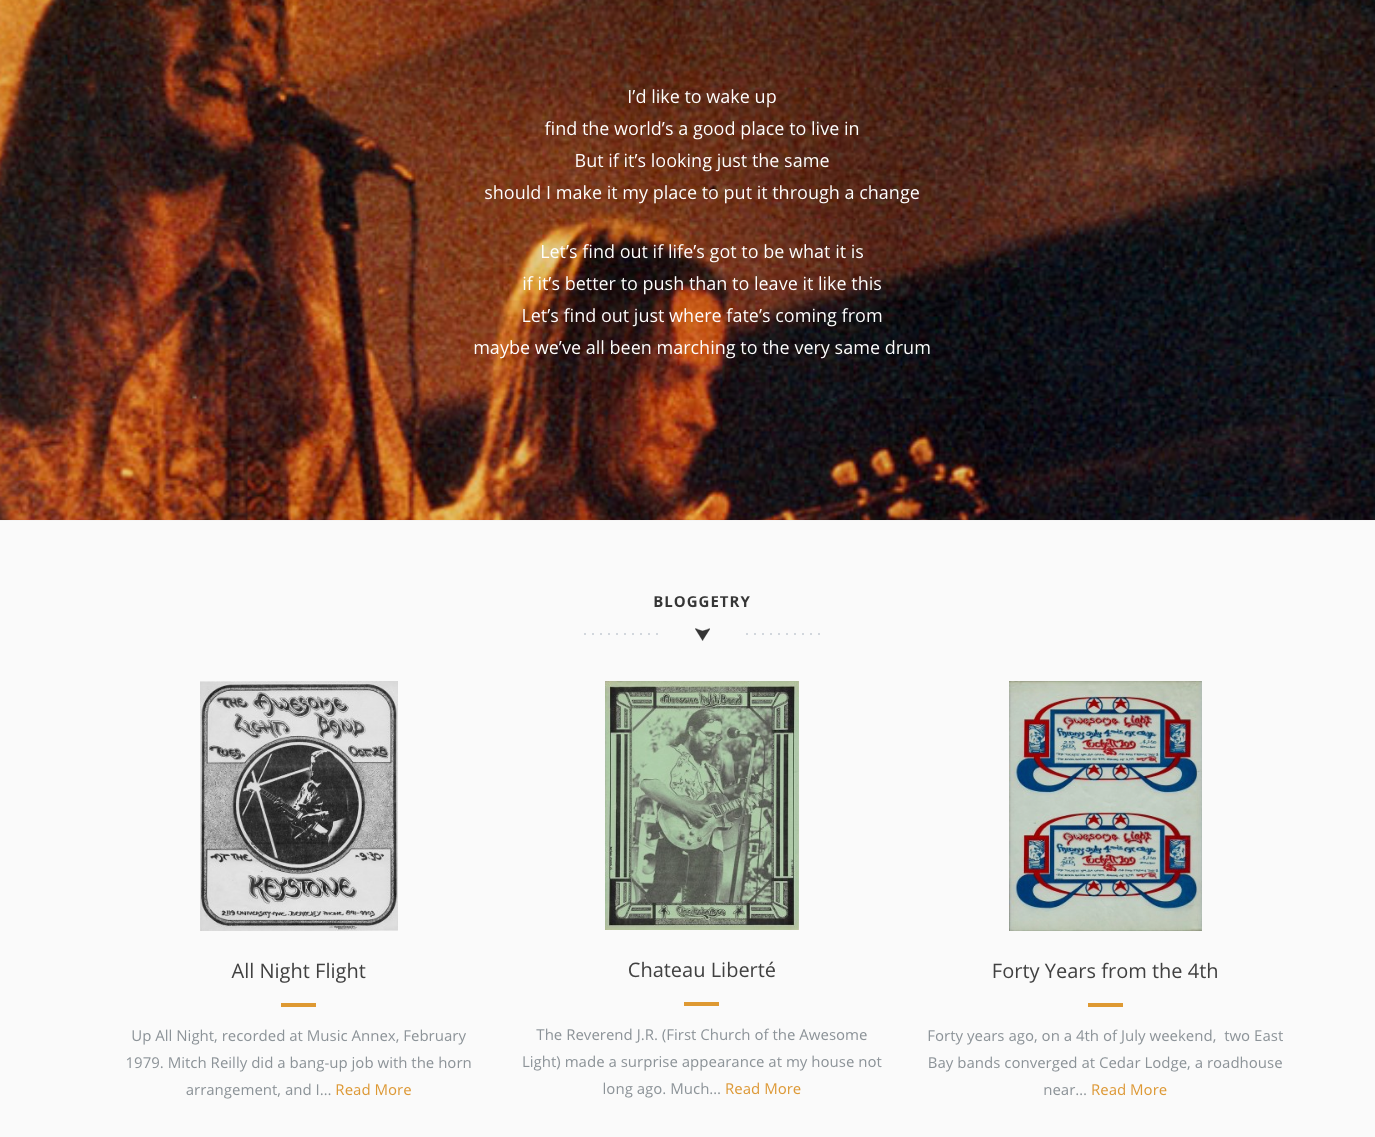 I'd like to wake up
find the world's a good place to live in
But if it's looking just the same
should I make it my place to put it through a change
Let's find out if life's got to be what it is
if it's better to push than to leave it like this
Let's find out just where fate's coming from
maybe we've all been marching to the very same drum
BLOGGETRY
THE AWESOME
LIGHT BAND
TUES. OCT 28
AT THE -9:30-
KEYSTONE
Awesome Light Band
Awesome Light
Awesome Light
All Night Flight
Chateau Liberté
Forty Years from the 4th
Up All Night, recorded at Music Annex, February
1979. Mitch Reilly did a bang-up job with the horn
arrangement, and I... Read More
The Reverend J.R. (First Church of the Awesome
Light) made a surprise appearance at my house not
long ago. Much... Read More
Forty years ago, on a 4th of July weekend,  two East
Bay bands converged at Cedar Lodge, a roadhouse
near... Read More